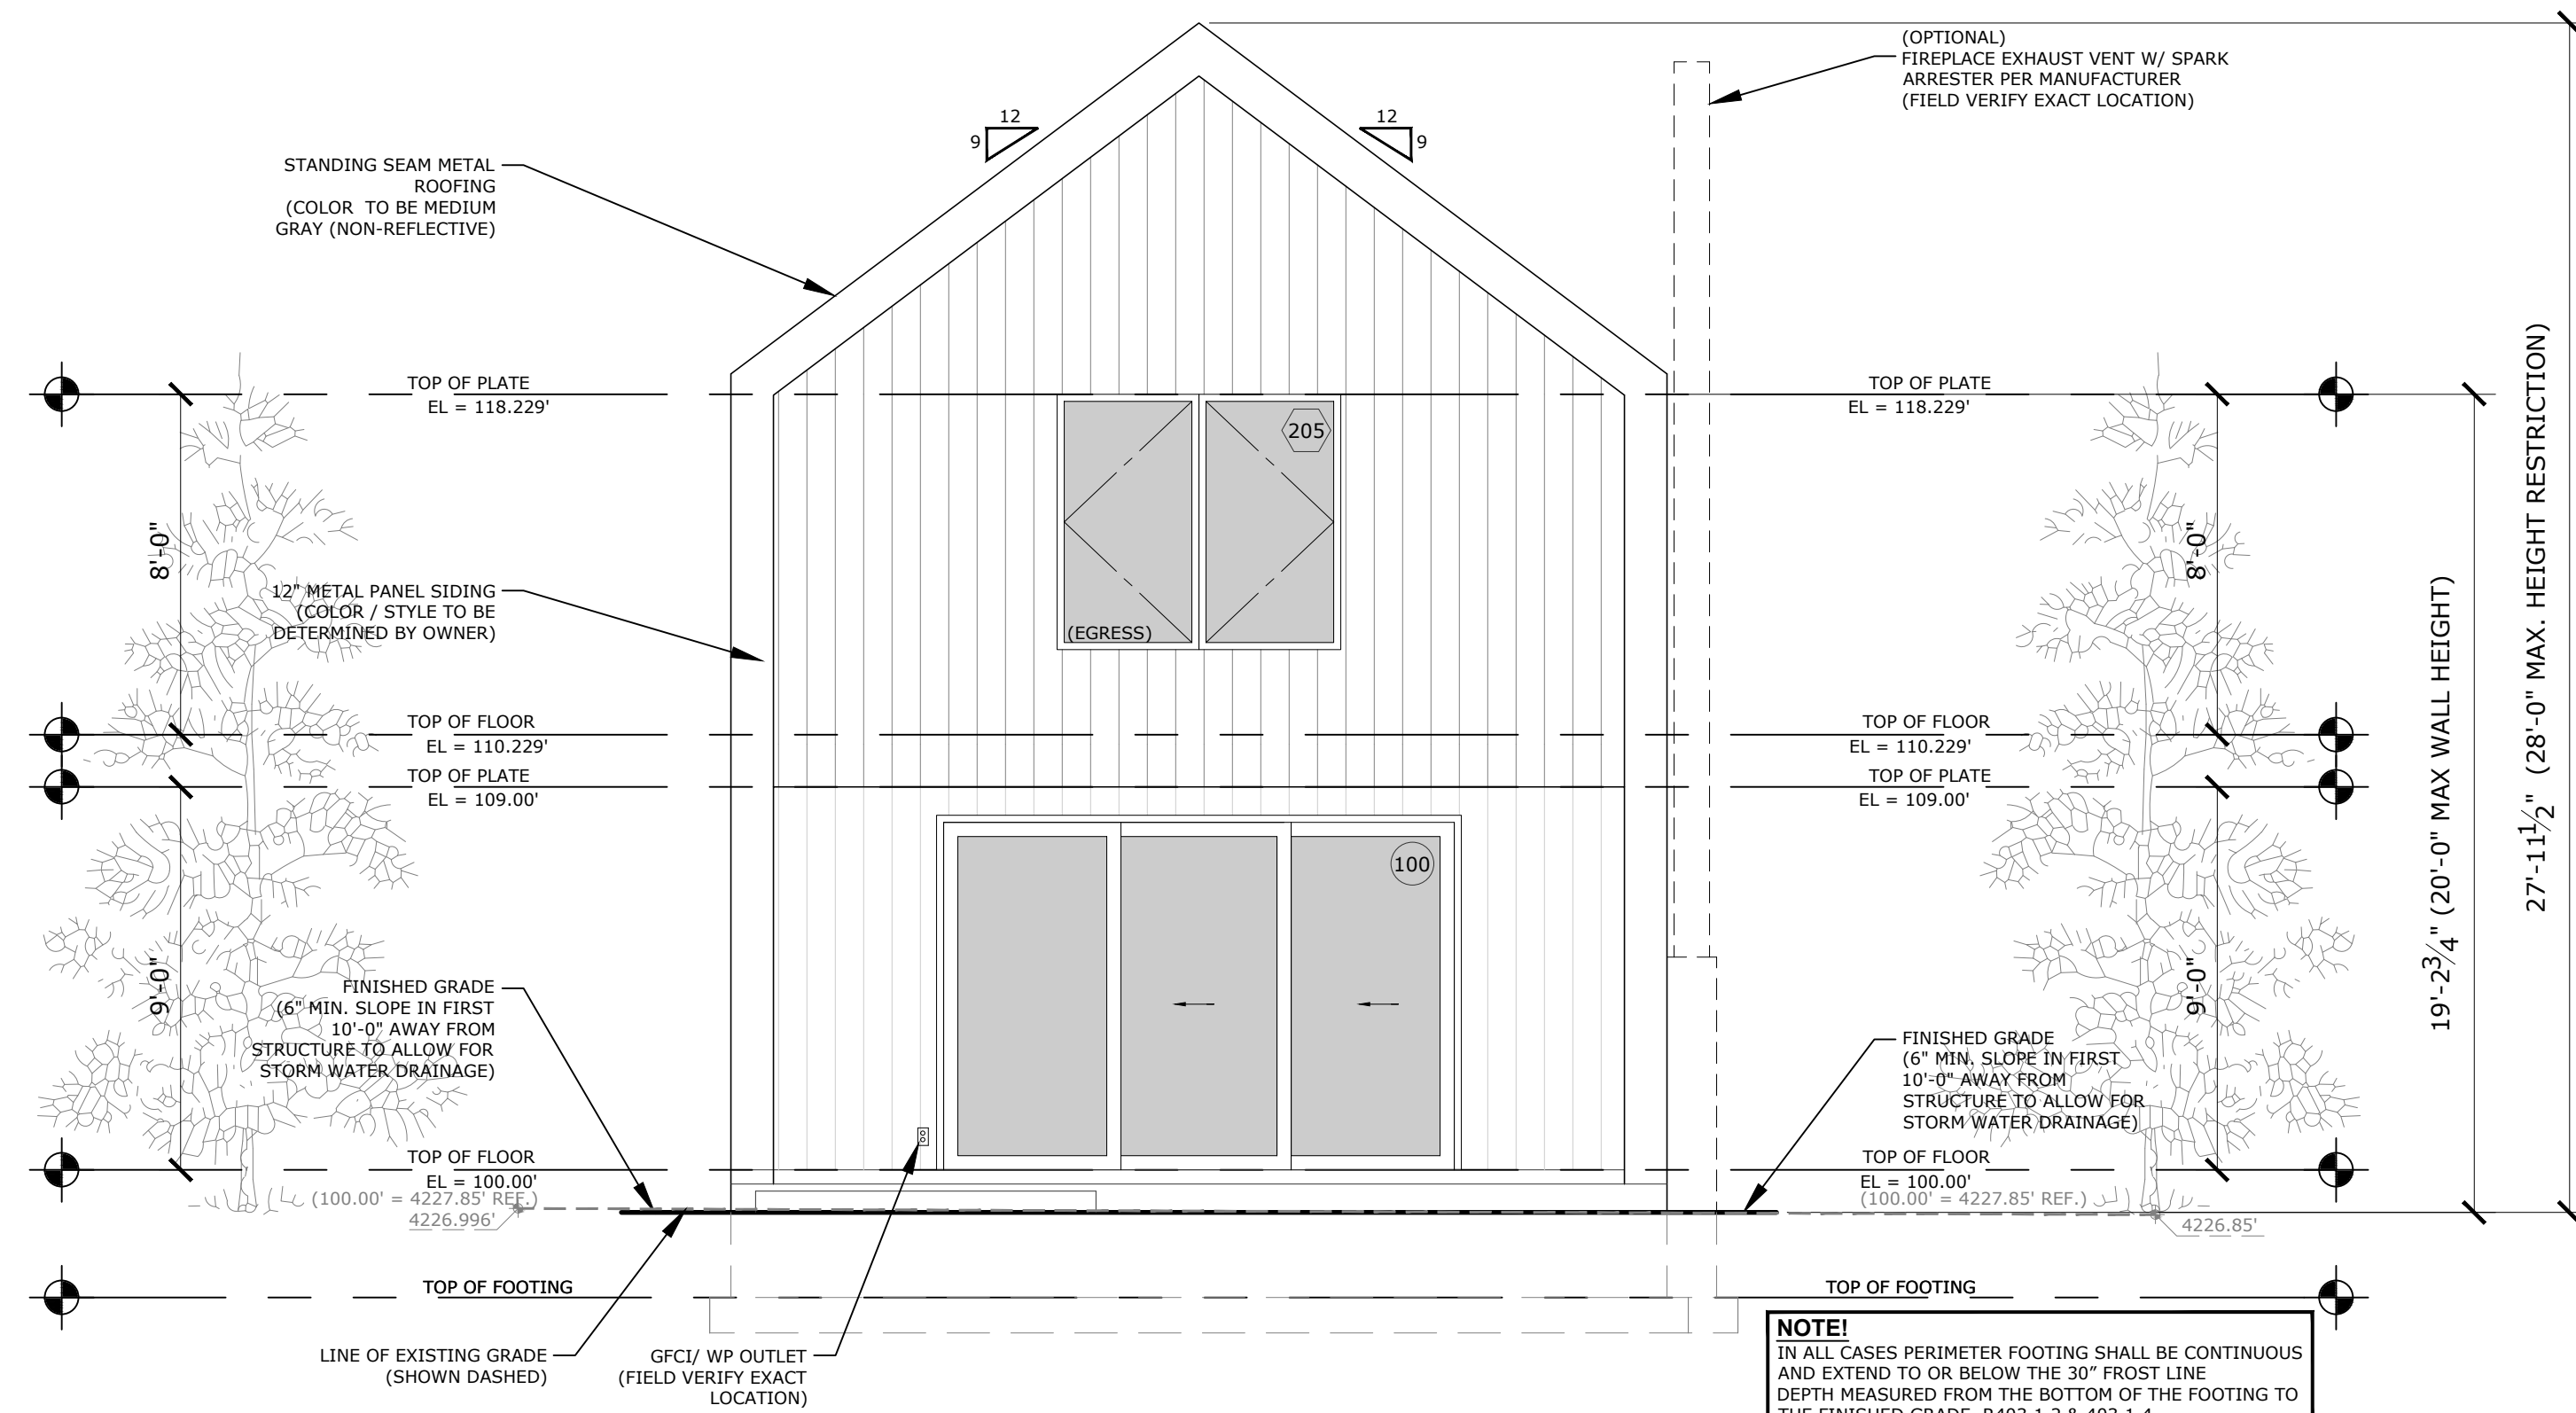 (OPTIONAL)
FIREPLACE EXHAUST VENT W/ SPARK
ARRESTER PER MANUFACTURER
(FIELD VERIFY EXACT LOCATION)
12
9
12
9
STANDING SEAM METAL
ROOFING
(COLOR TO BE MEDIUM
GRAY (NON-REFLECTIVE)
TOP OF PLATE
EL = 118.229'
TOP OF PLATE
EL = 118.229'
205
(EGRESS)
8'-0"
8'-0"
12" METAL PANEL SIDING
(COLOR / STYLE TO BE
DETERMINED BY OWNER)
19'-2¾" (20'-0" MAX WALL HEIGHT)
27'-11½" (28'-0" MAX. HEIGHT RESTRICTION)
TOP OF FLOOR
EL = 110.229'
TOP OF FLOOR
EL = 110.229'
TOP OF PLATE
EL = 109.00'
TOP OF PLATE
EL = 109.00'
100
9'-0"
9'-0"
FINISHED GRADE
(6" MIN. SLOPE IN FIRST
10'-0" AWAY FROM
STRUCTURE TO ALLOW FOR
STORM WATER DRAINAGE)
FINISHED GRADE
(6" MIN. SLOPE IN FIRST
10'-0" AWAY FROM
STRUCTURE TO ALLOW FOR
STORM WATER DRAINAGE)
TOP OF FLOOR
EL = 100.00'
(100.00' = 4227.85' REF.)
4226.996'
TOP OF FLOOR
EL = 100.00'
(100.00' = 4227.85' REF.)
4226.85'
TOP OF FOOTING
TOP OF FOOTING
LINE OF EXISTING GRADE
(SHOWN DASHED)
GFCI/ WP OUTLET
(FIELD VERIFY EXACT
LOCATION)
NOTE!
IN ALL CASES PERIMETER FOOTING SHALL BE CONTINUOUS
AND EXTEND TO OR BELOW THE 30″ FROST LINE
DEPTH MEASURED FROM THE BOTTOM OF THE FOOTING TO
THE FINISHED GRADE. R403.1.2 & 403.1.4